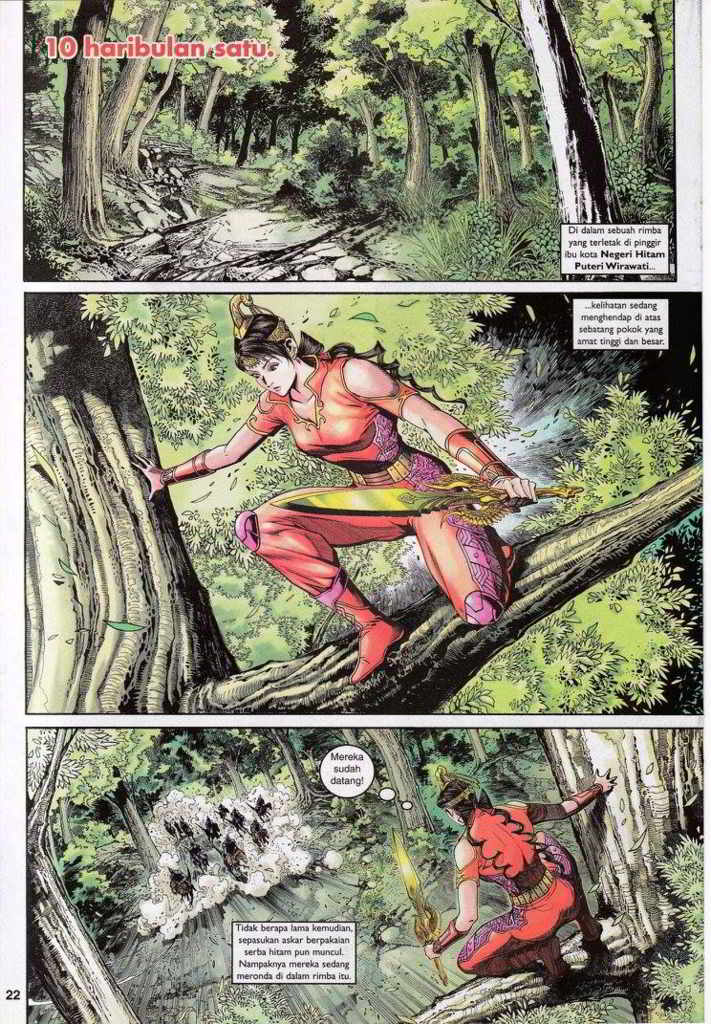 10 haribulan satu.
Di dalam sebuah rimba
yang terletak di pinggir
ibu kota Negeri Hitam
Puteri Wirawati...
...kelihatan sedang
menghendap di atas
sebatang pokok yang
amat tinggi dan besar.
Mereka
sudah
datang!
Tidak berapa lama kemudian,
sepasukan askar berpakaian
serba hitam pun muncul.
Nampaknya mereka sedang
meronda di dalam rimba itu.
22